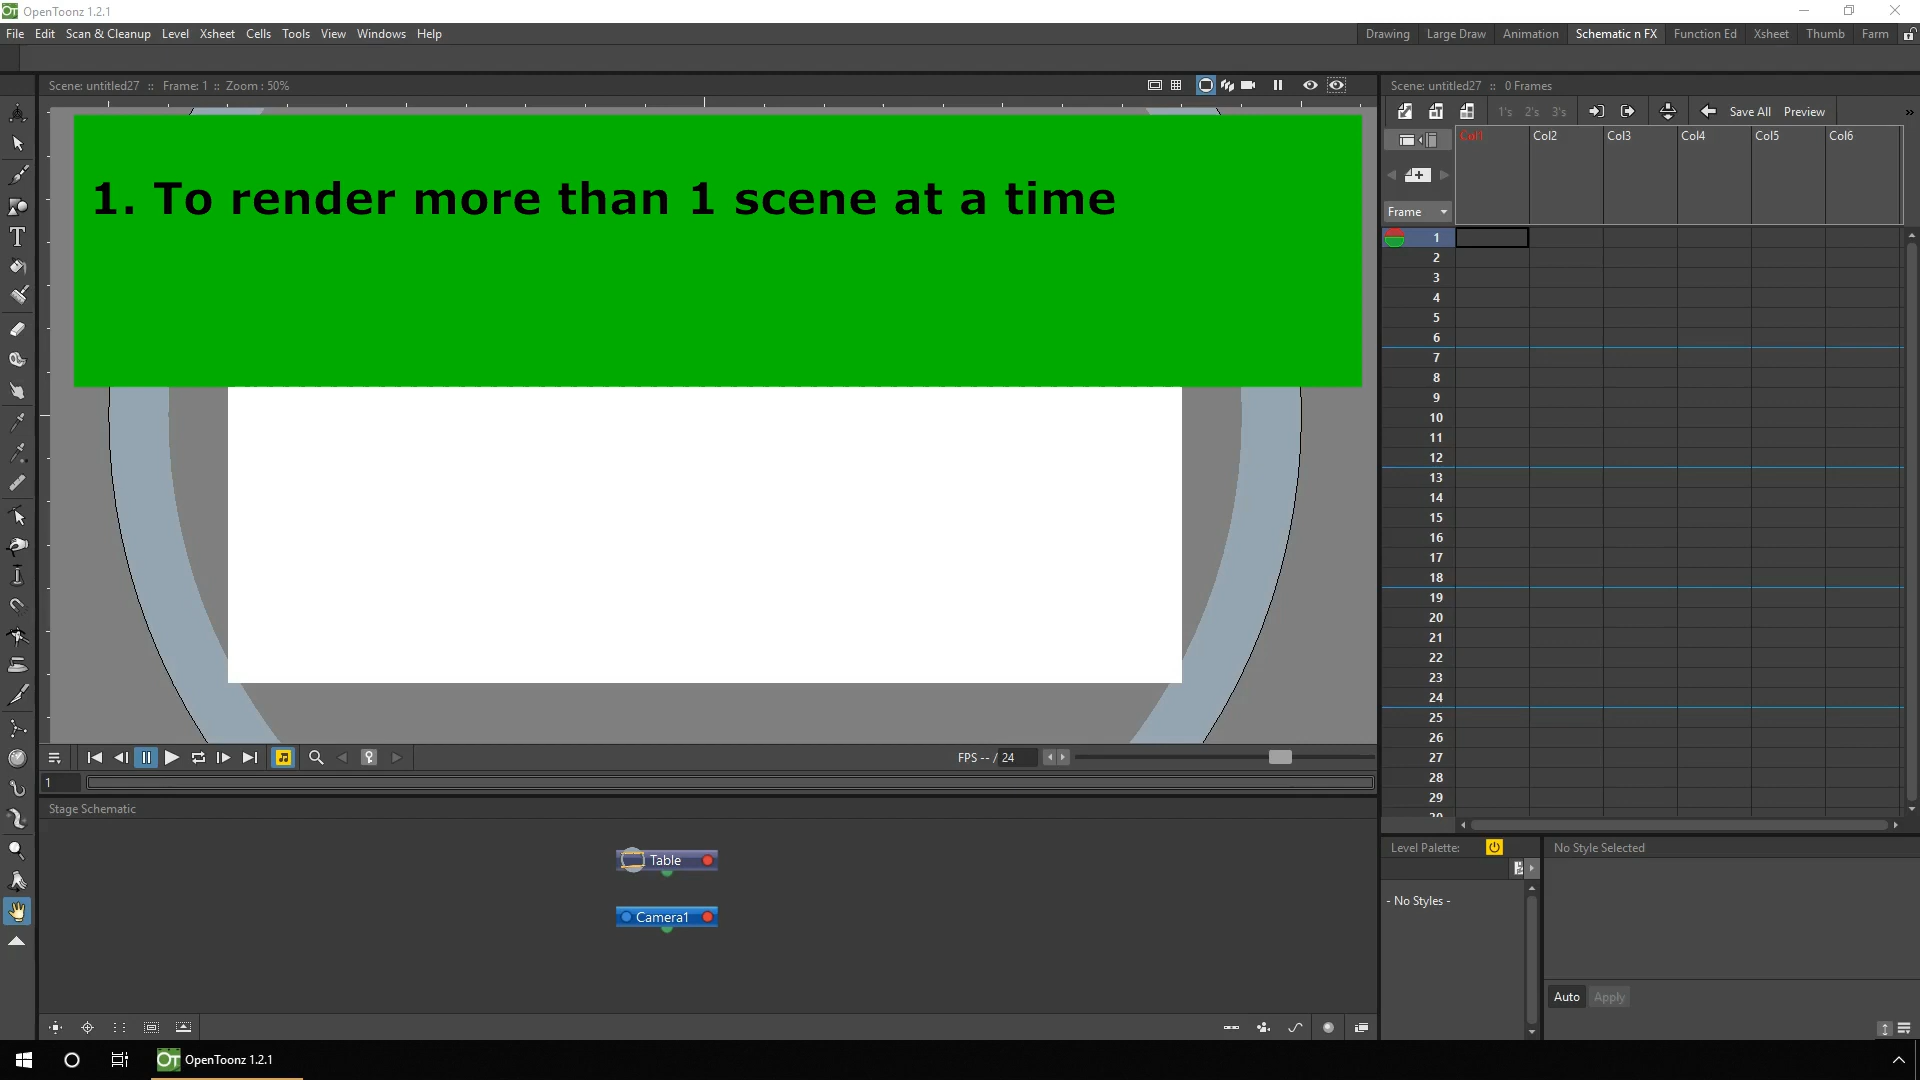 OpenToonz 1.2.1
File Edit Scan & Cleanup Level Xsheet Cells Tools View Windows Help
Drawing Large Draw Animation Schematic n FX Function Ed Xsheet Thumb Farm
Scene: untitled27 :: Frame: 1 :: Zoom : 50%
Scene: untitled27 :: 0 Frames
1's 2's 3's Save All Preview »
Col1 Col2 Col3 Col4 Col5 Col6
1. To render more than 1 scene at a time
Frame
1
2
3
4
5
6
7
8
9
10
11
12
13
14
15
16
17
18
19
20
21
22
23
24
25
26
27
28
29
30
FPS -- / 24
1
Stage Schematic
Table
Camera1
Level Palette:
- No Styles -
No Style Selected
Auto Apply
OpenToonz 1.2.1